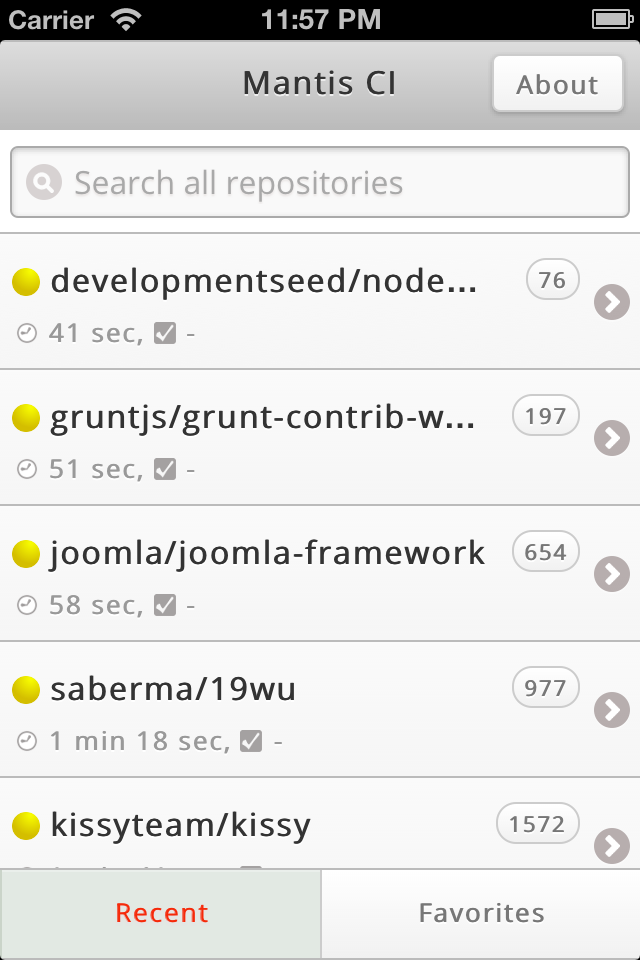 Carrier 11:57 PM
Mantis CI About
Search all repositories
developmentseed/node... 76
41 sec, -
gruntjs/grunt-contrib-w... 197
51 sec, -
joomla/joomla-framework 654
58 sec, -
saberma/19wu 977
1 min 18 sec, -
kissyteam/kissy 1572
Recent Favorites